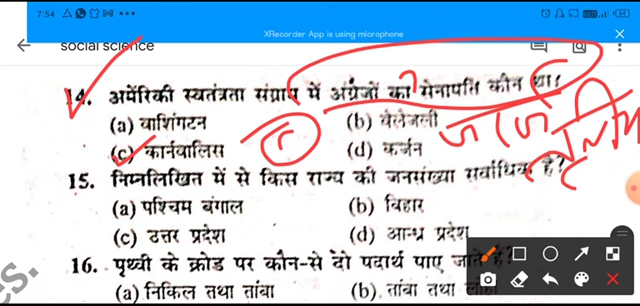 7:54
XRecorder App is using microphone
social science
14. अमेरिकी स्वतंत्रता संग्राम में अंग्रेजों का सेनापति कौन था?
(a) वाशिंगटन (b) वेलेजली
(c) कार्नवालिस (d) कर्जन
15. निम्नलिखित में से किस राज्य की जनसंख्या सर्वाधिक है?
(a) पश्चिम बंगाल (b) बिहार
(c) उत्तर प्रदेश (d) आन्ध्र प्रदेश
16. पृथ्वी के क्रोड पर कौन-से दो पदार्थ पाए जाते हैं?
(a) निकिल तथा तांबा (b) तांबा तथा लोहा